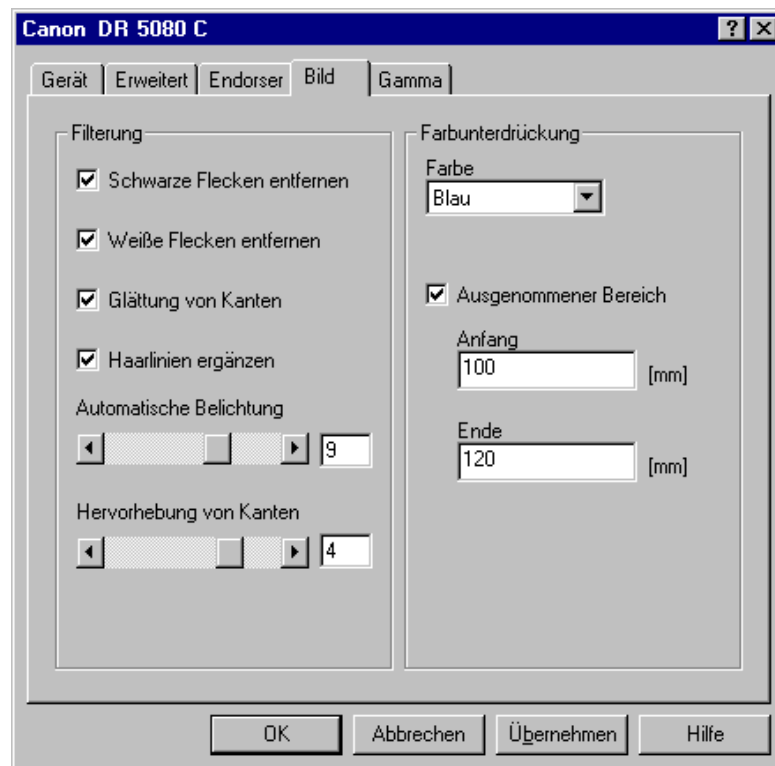 Canon DR 5080 C
Gerät Erweitert Endorser Bild Gamma
Filterung
Schwarze Flecken entfernen
Weiße Flecken entfernen
Glättung von Kanten
Haarlinien ergänzen
Automatische Belichtung
9
Hervorhebung von Kanten
4
Farbunterdrückung
Farbe
Blau
Ausgenommener Bereich
Anfang
100 [mm]
Ende
120 [mm]
OK Abbrechen Übernehmen Hilfe